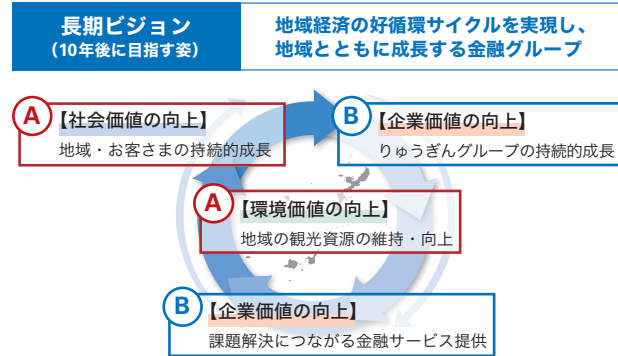 長期ビジョン
(10年後に目指す姿)
地域経済の好循環サイクルを実現し、
地域とともに成長する金融グループ
A
【社会価値の向上】
地域・お客さまの持続的成長
B
【企業価値の向上】
りゅうぎんグループの持続的成長
A
【環境価値の向上】
地域の観光資源の維持・向上
B
【企業価値の向上】
課題解決につながる金融サービス提供